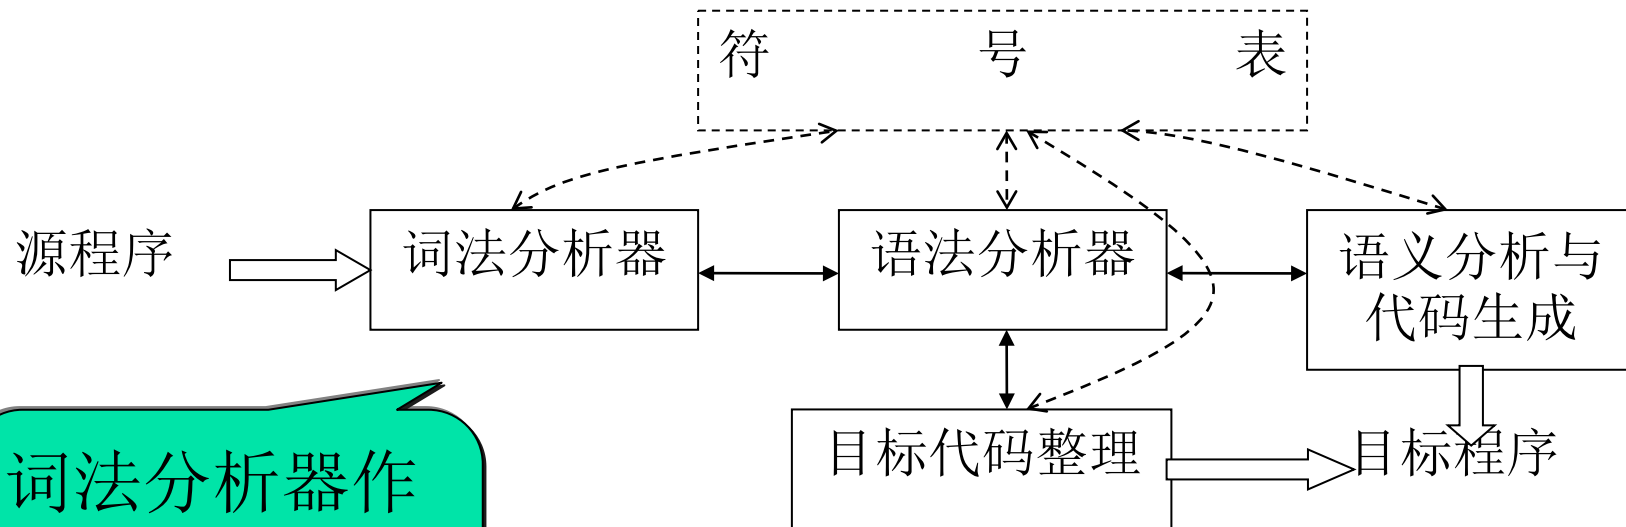 符 号 表
源程序
词法分析器
语法分析器
语义分析与
代码生成
目标代码整理
目标程序
词法分析器作